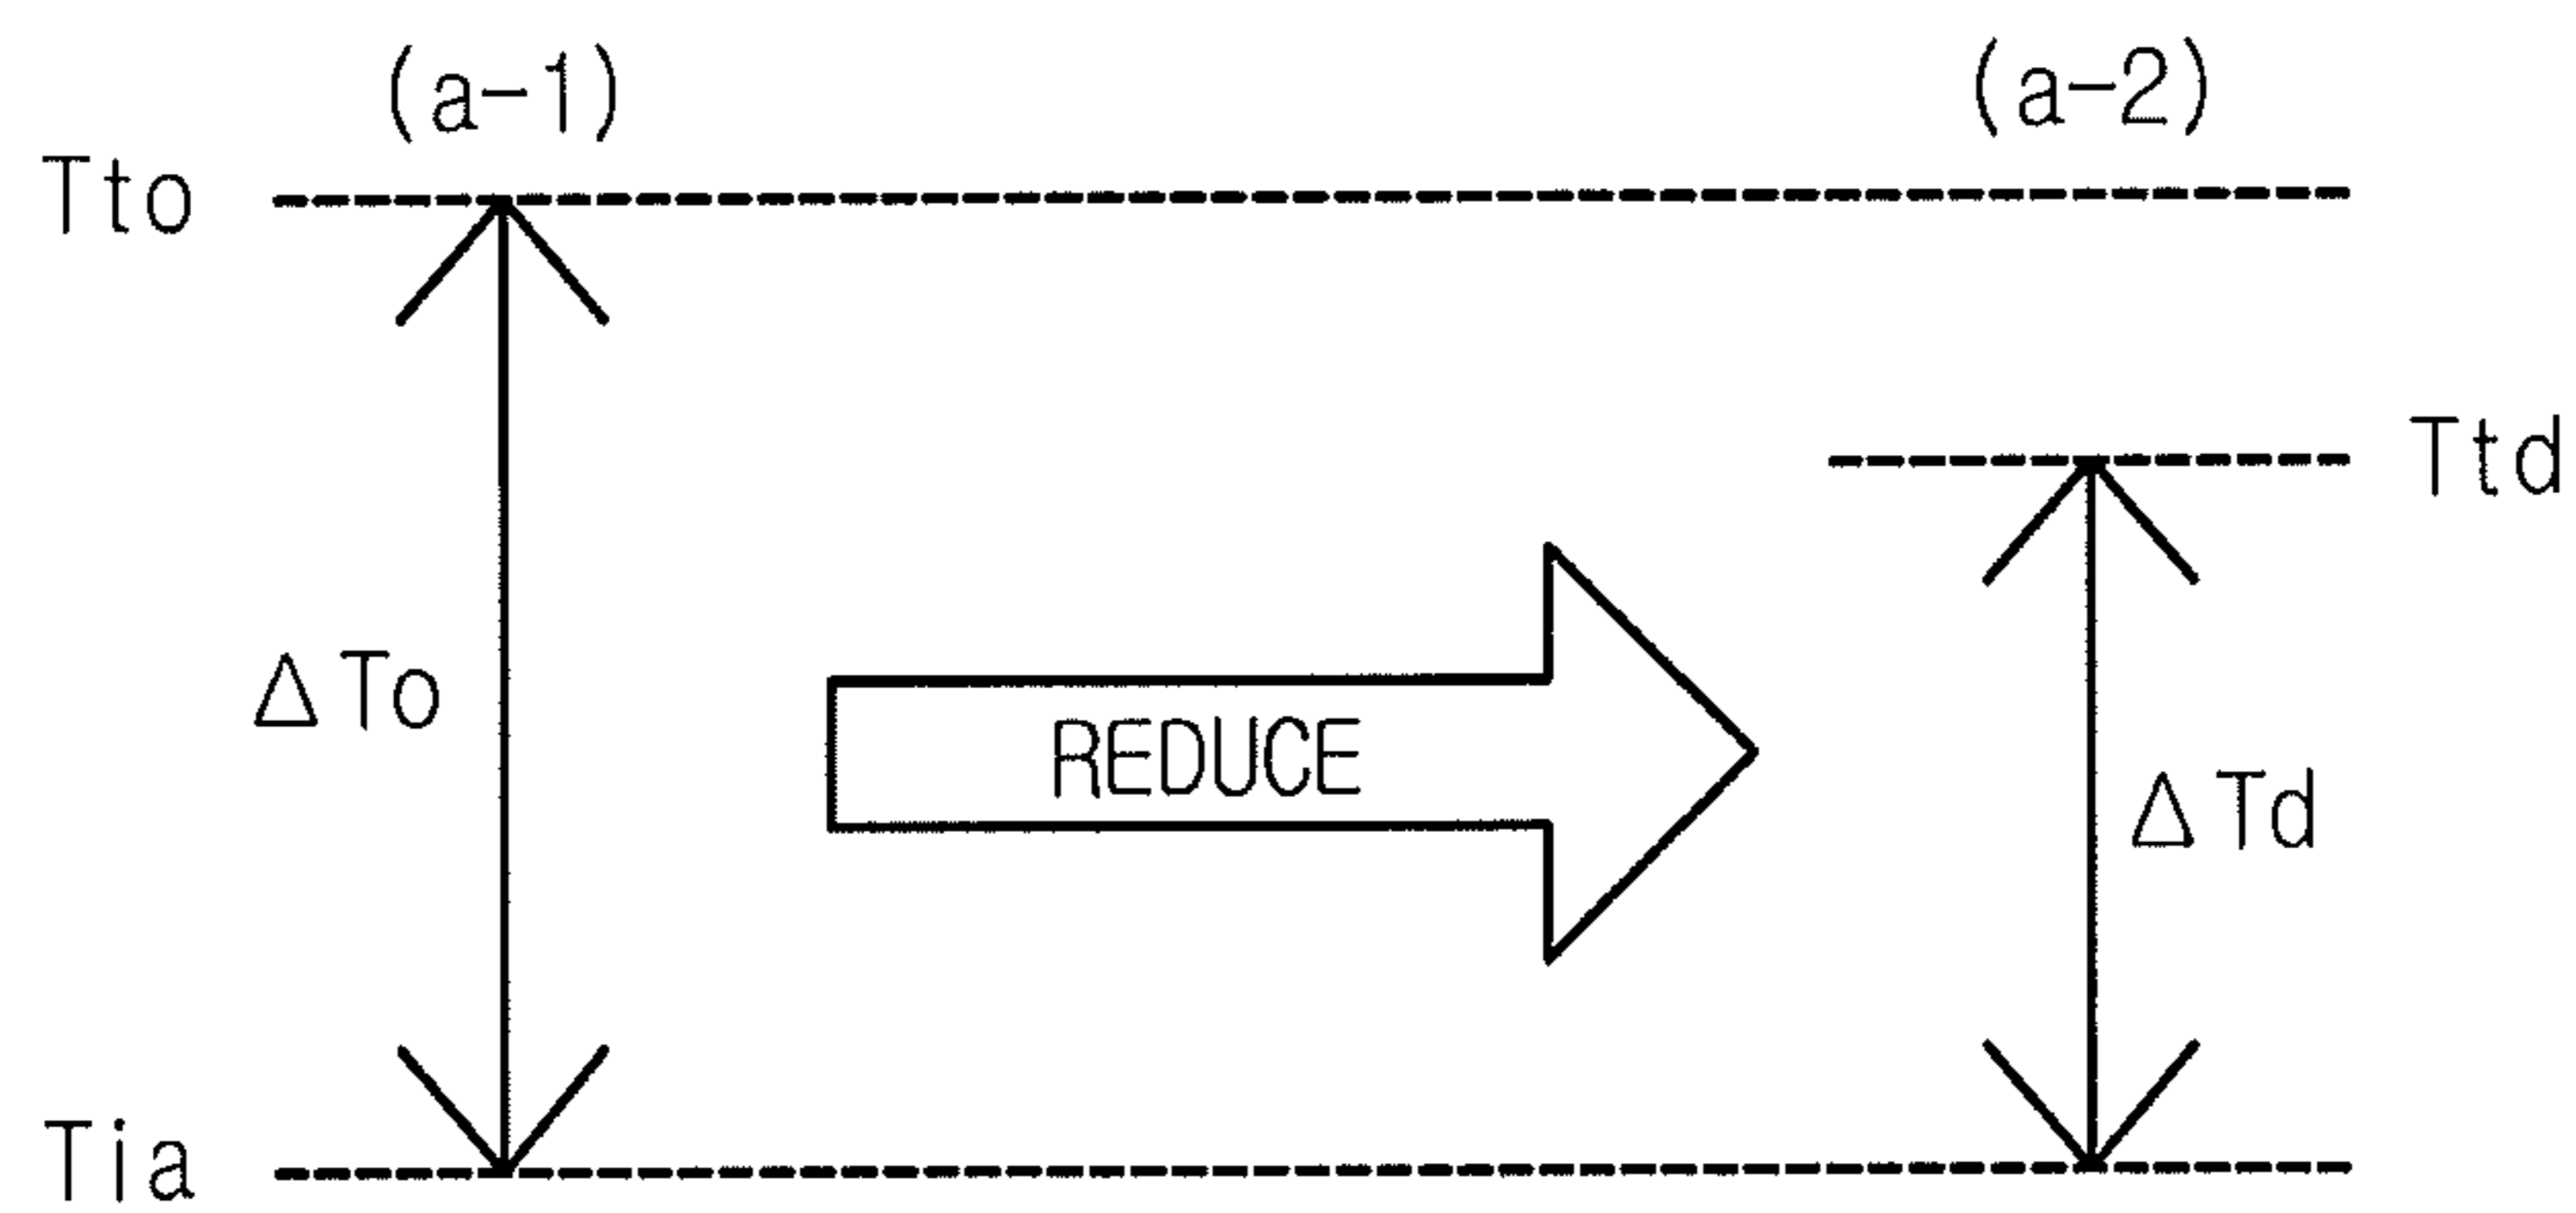 (a-1)
(a-2)
Tto
Ttd
ΔTo
REDUCE
ΔTd
Tia